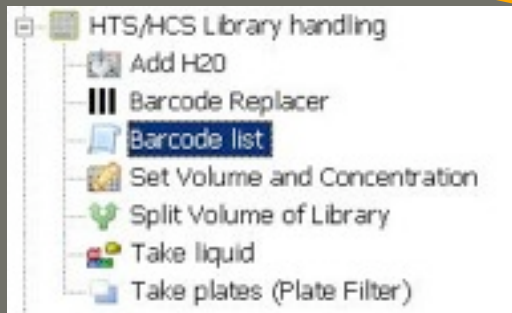 HTS/HCS Library handling
Add H20
Barcode Replacer
Barcode list
Set Volume and Concentration
Split Volume of Library
Take liquid
Take plates (Plate Filter)